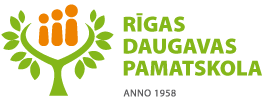 RĪGAS
DAUGAVAS
PAMATSKOLA
ANNO 1958